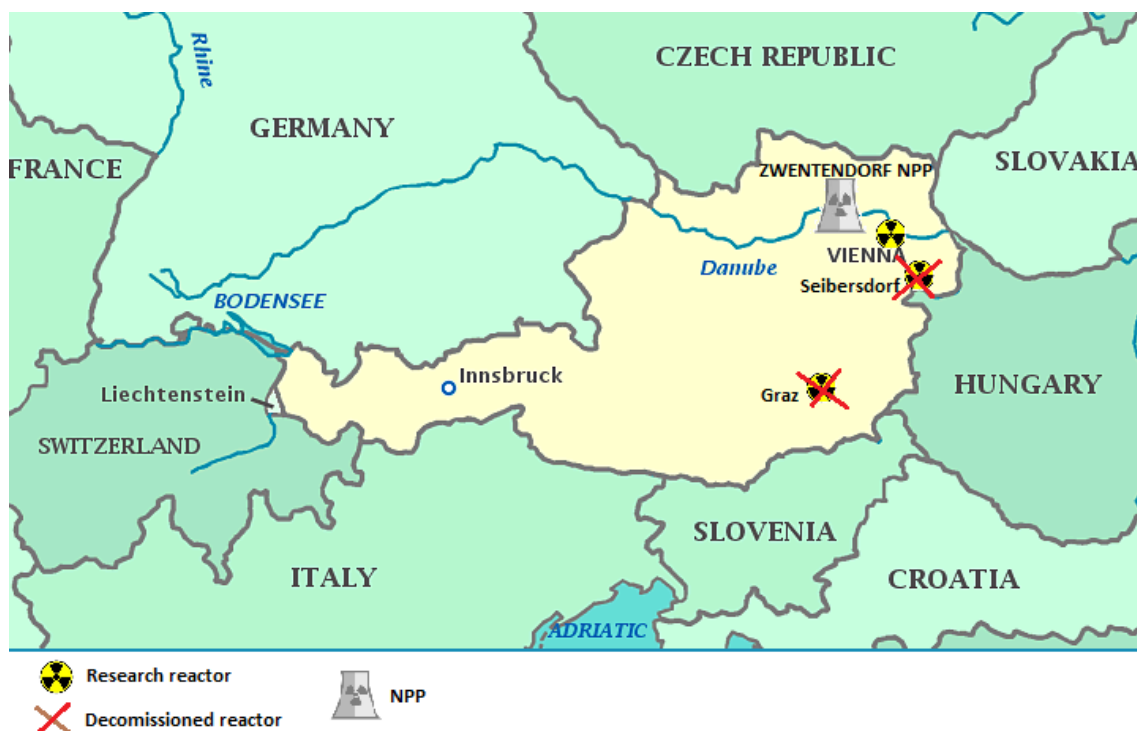 Rhine
CZECH REPUBLIC
GERMANY
FRANCE
SLOVAKIA
ZWENTENDORF NPP
VIENNA
Danube
Seibersdorf
BODENSEE
Innsbruck
Liechtenstein
Graz
HUNGARY
SWITZERLAND
SLOVENIA
ITALY
CROATIA
ADRIATIC
Research reactor
NPP
Decomissioned reactor